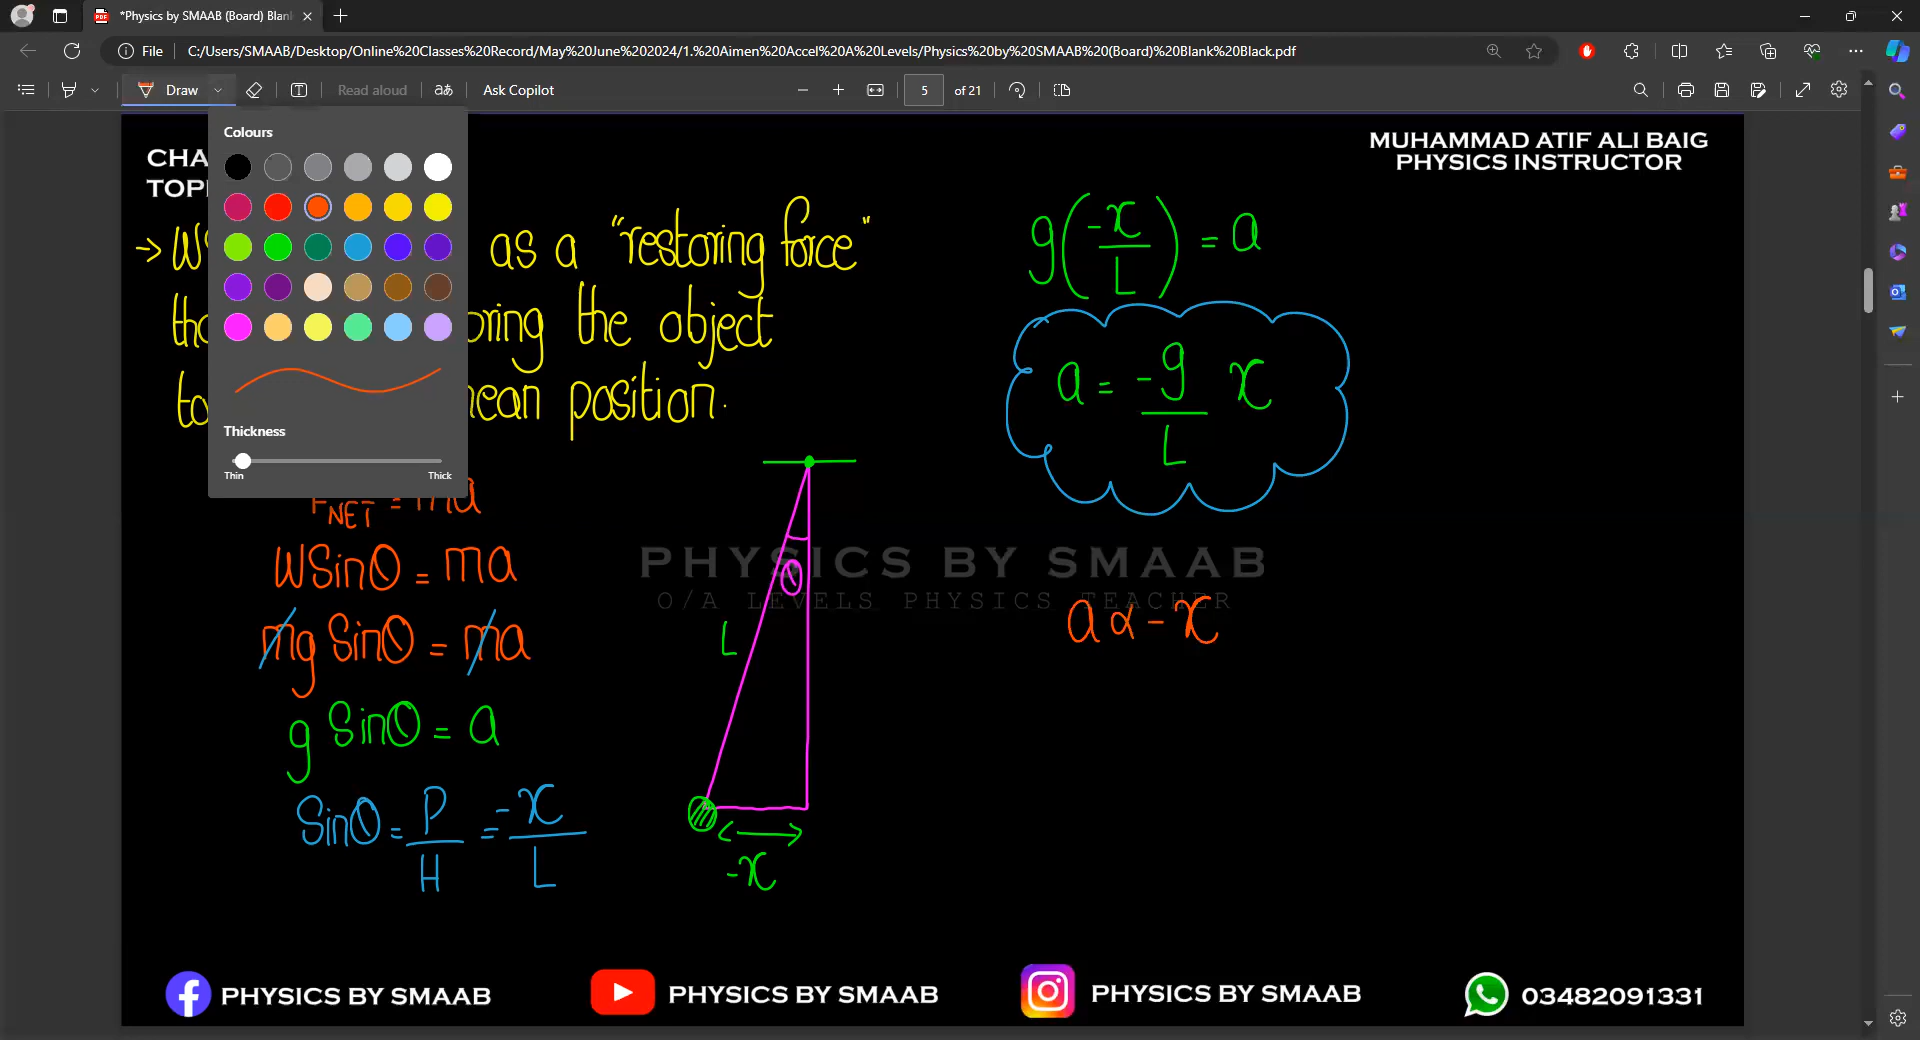 *Physics by SMAAB (Board) Blan
File
C:/Users/SMAAB/Desktop/Online%20Classes%20Record/May%20June%202024/1.%20Aimen%20Accel%20A%20Levels/Physics%20by%20SMAAB%20(Board)%20Blank%20Black.pdf
Draw
Read aloud
aあ
Ask Copilot
5 of 21
Colours
Thickness
Thin
Thick
CHA
TOP
MUHAMMAD ATIF ALI BAIG
PHYSICS INSTRUCTOR
→ as a "restoring force"
the object
position.
F_NET = ma
WSinθ = ma
mg Sinθ = ma
g Sinθ = a
Sinθ = P/H = -x/L
L
θ
-x
g(-x/L) = a
a = -g/L x
a α - x
PHYSICS BY SMAAB
O/A LEVELS PHYSICS TEACHER
PHYSICS BY SMAAB
PHYSICS BY SMAAB
PHYSICS BY SMAAB
03482091331